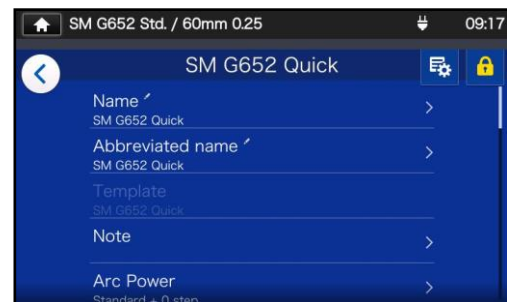 SM G652 Std. / 60mm 0.25
09:17
SM G652 Quick
Name
SM G652 Quick
Abbreviated name
SM G652 Quick
Template
SM G652 Quick
Note
Arc Power
Standard + 0 step